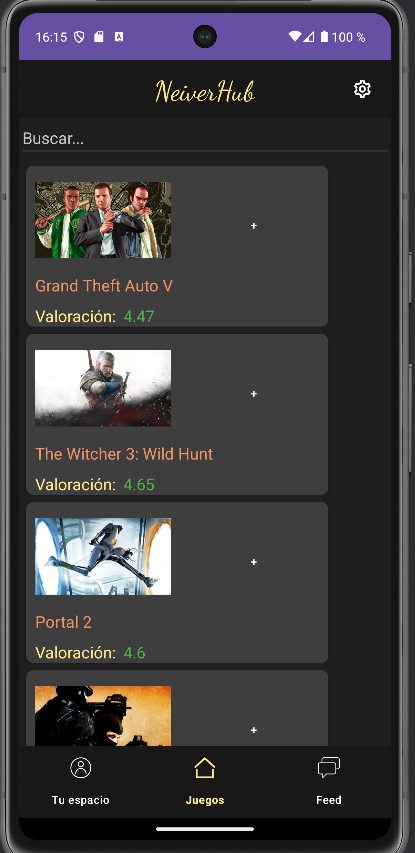 16:15 100 %
NeiverHub
Buscar...
+
Grand Theft Auto V
Valoración: 4.47
+
The Witcher 3: Wild Hunt
Valoración: 4.65
+
Portal 2
Valoración: 4.6
+
Tu espacio Juegos Feed